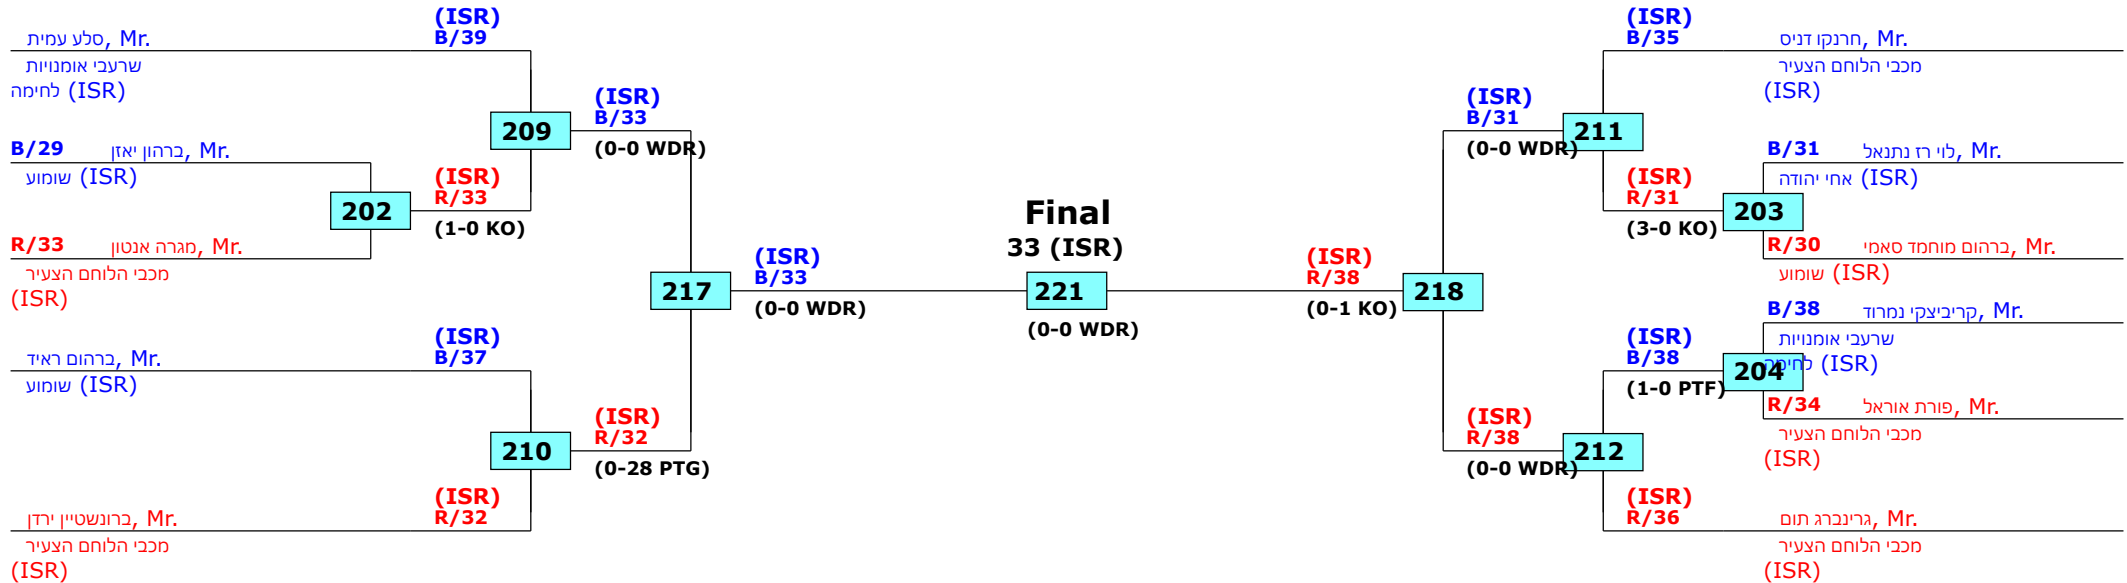 (ISR)
B/39
סלע עמית, Mr.
שרעבי אומנויות
לחימה (ISR)
B/29
ברהון יאזן, Mr.
שומוע (ISR)
R/33
מגרה אנטון, Mr.
מכבי הלוחם הצעיר
(ISR)
202
(ISR)
R/33
(1-0 KO)
209
(ISR)
B/33
(0-0 WDR)
(ISR)
B/37
ברהום ראיד, Mr.
שומוע (ISR)
(ISR)
R/32
ברונשטיין ירדן, Mr.
מכבי הלוחם הצעיר
(ISR)
210
(ISR)
R/32
(0-28 PTG)
217
(ISR)
B/33
(0-0 WDR)
Final
33 (ISR)
221
(0-0 WDR)
(ISR)
R/38
(0-1 KO)
218
(ISR)
B/31
(0-0 WDR)
211
(ISR)
B/35
חרנקו דניס, Mr.
מכבי הלוחם הצעיר
(ISR)
(ISR)
R/31
(3-0 KO)
203
B/31
לוי רז נתנאל, Mr.
אחי יהודה (ISR)
R/30
ברהום מוחמד סאמי, Mr.
שומוע (ISR)
(ISR)
R/38
(0-0 WDR)
212
(ISR)
B/38
(1-0 PTF)
204
B/38
קריביצקי נמרוד, Mr.
שרעבי אומנויות
לחימה (ISR)
R/34
פורת אוראל, Mr.
מכבי הלוחם הצעיר
(ISR)
(ISR)
R/36
גרינברג תום, Mr.
מכבי הלוחם הצעיר
(ISR)